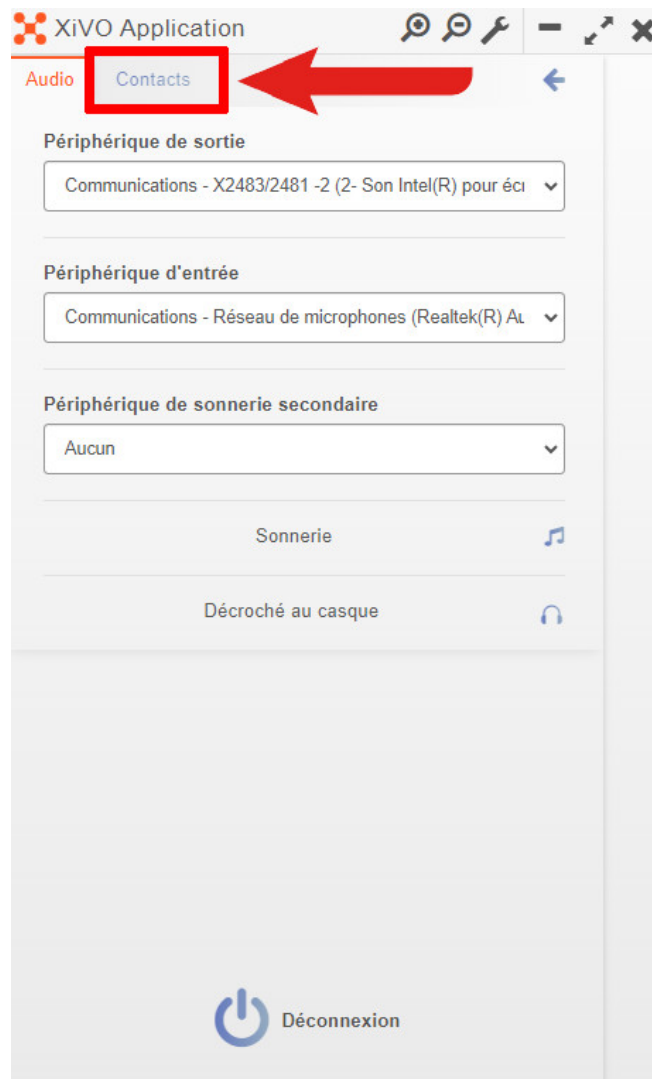 XiVO Application
Audio Contacts
Périphérique de sortie
Communications - X2483/2481 -2 (2- Son Intel(R) pour écr
Périphérique d'entrée
Communications - Réseau de microphones (Realtek(R) Au
Périphérique de sonnerie secondaire
Aucun
Sonnerie
Décroché au casque
Déconnexion